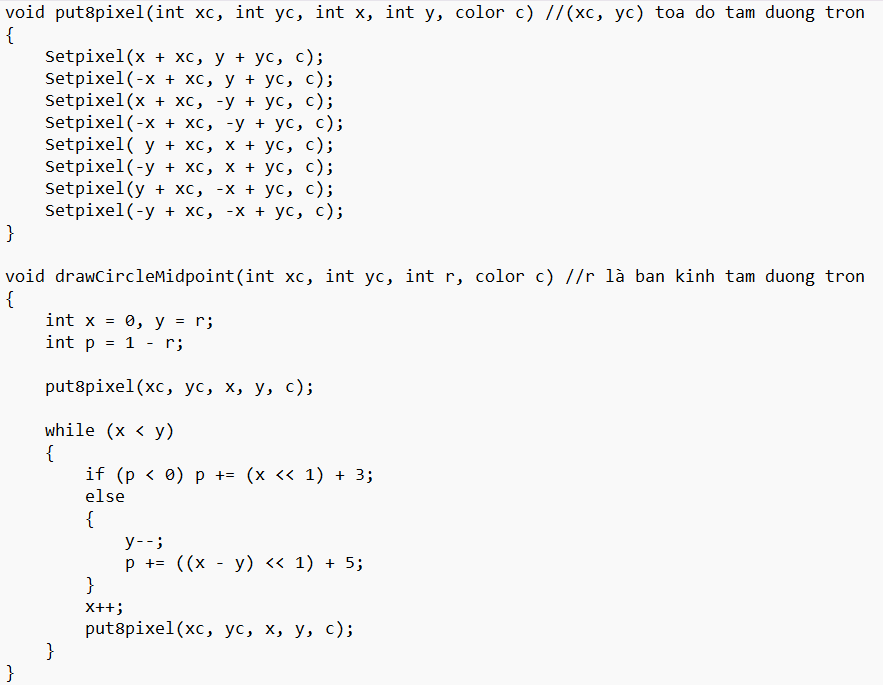 void put8pixel(int xc, int yc, int x, int y, color c) //(xc, yc) toa do tam duong tron
{
    Setpixel(x + xc, y + yc, c);
    Setpixel(-x + xc, y + yc, c);
    Setpixel(x + xc, -y + yc, c);
    Setpixel(-x + xc, -y + yc, c);
    Setpixel( y + xc, x + yc, c);
    Setpixel(-y + xc, x + yc, c);
    Setpixel(y + xc, -x + yc, c);
    Setpixel(-y + xc, -x + yc, c);
}

void drawCircleMidpoint(int xc, int yc, int r, color c) //r là ban kinh tam duong tron
{
    int x = 0, y = r;
    int p = 1 - r;

    put8pixel(xc, yc, x, y, c);

    while (x < y)
    {
        if (p < 0) p += (x << 1) + 3;
        else
        {
            y--;
            p += ((x - y) << 1) + 5;
        }
        x++;
        put8pixel(xc, yc, x, y, c);
    }
}